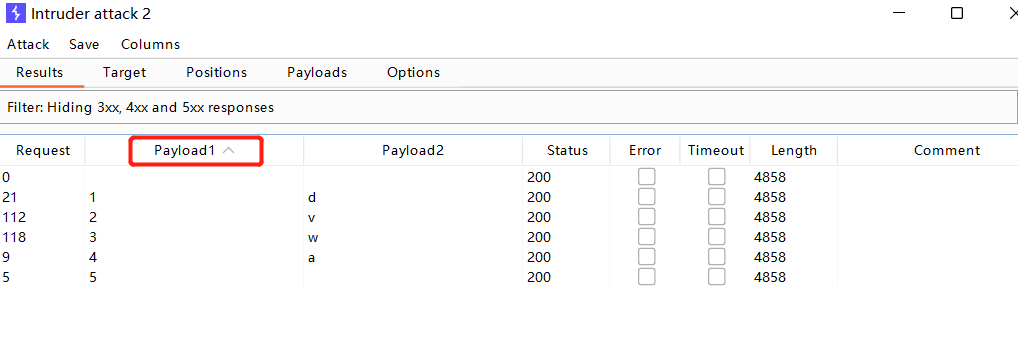 Intruder attack 2
Attack Save Columns
Results Target Positions Payloads Options
Filter: Hiding 3xx, 4xx and 5xx responses
Request Payload1 Payload2 Status Error Timeout Length Comment
0 200 4858
21 1 d 200 4858
112 2 v 200 4858
118 3 w 200 4858
9 4 a 200 4858
5 5 200 4858